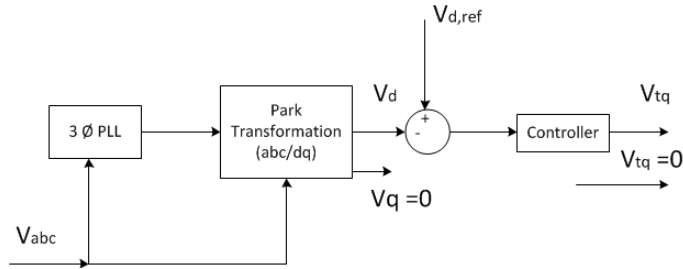 V_d,ref
V_d
V_tq
3 Ø PLL
Park
Transformation
(abc/dq)
+
-
Controller
V_tq =0
Vq =0
V_abc